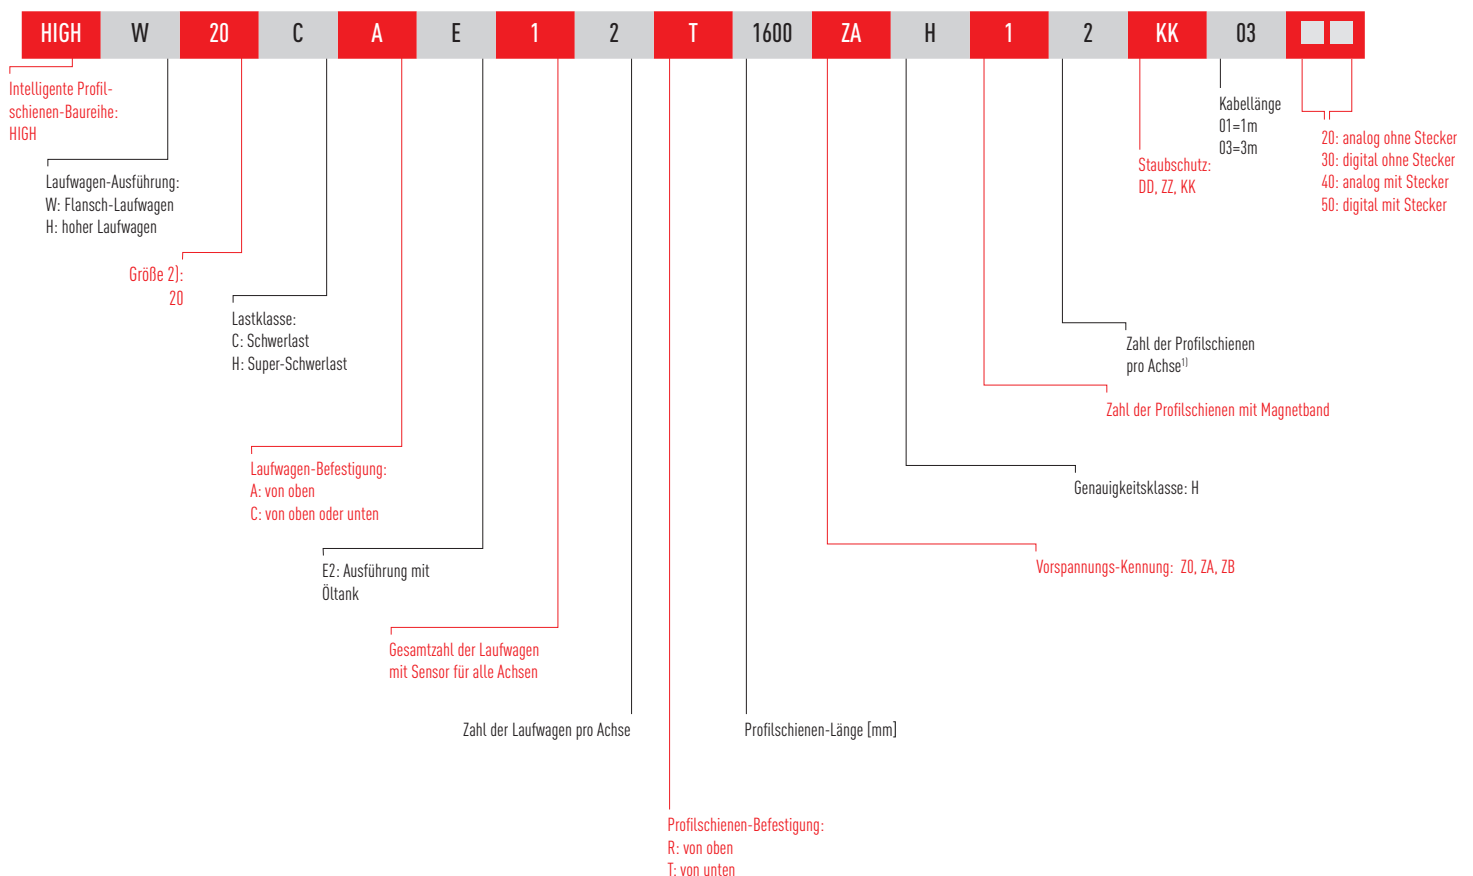 HIGH W 20 C A E 1 2 T 1600 ZA H 1 2 KK 03
Intelligente Profil-
schienen-Baureihe:
HIGH
Laufwagen-Ausführung:
W: Flansch-Laufwagen
H: hoher Laufwagen
Größe 2):
20
Lastklasse:
C: Schwerlast
H: Super-Schwerlast
Laufwagen-Befestigung:
A: von oben
C: von oben oder unten
E2: Ausführung mit
Öltank
Gesamtzahl der Laufwagen
mit Sensor für alle Achsen
Zahl der Laufwagen pro Achse
Profilschienen-Befestigung:
R: von oben
T: von unten
Profilschienen-Länge [mm]
Vorspannungs-Kennung: Z0, ZA, ZB
Genauigkeitsklasse: H
Zahl der Profilschienen mit Magnetband
Zahl der Profilschienen
pro Achse1)
Staubschutz:
DD, ZZ, KK
Kabellänge
01=1m
03=3m
20: analog ohne Stecker
30: digital ohne Stecker
40: analog mit Stecker
50: digital mit Stecker